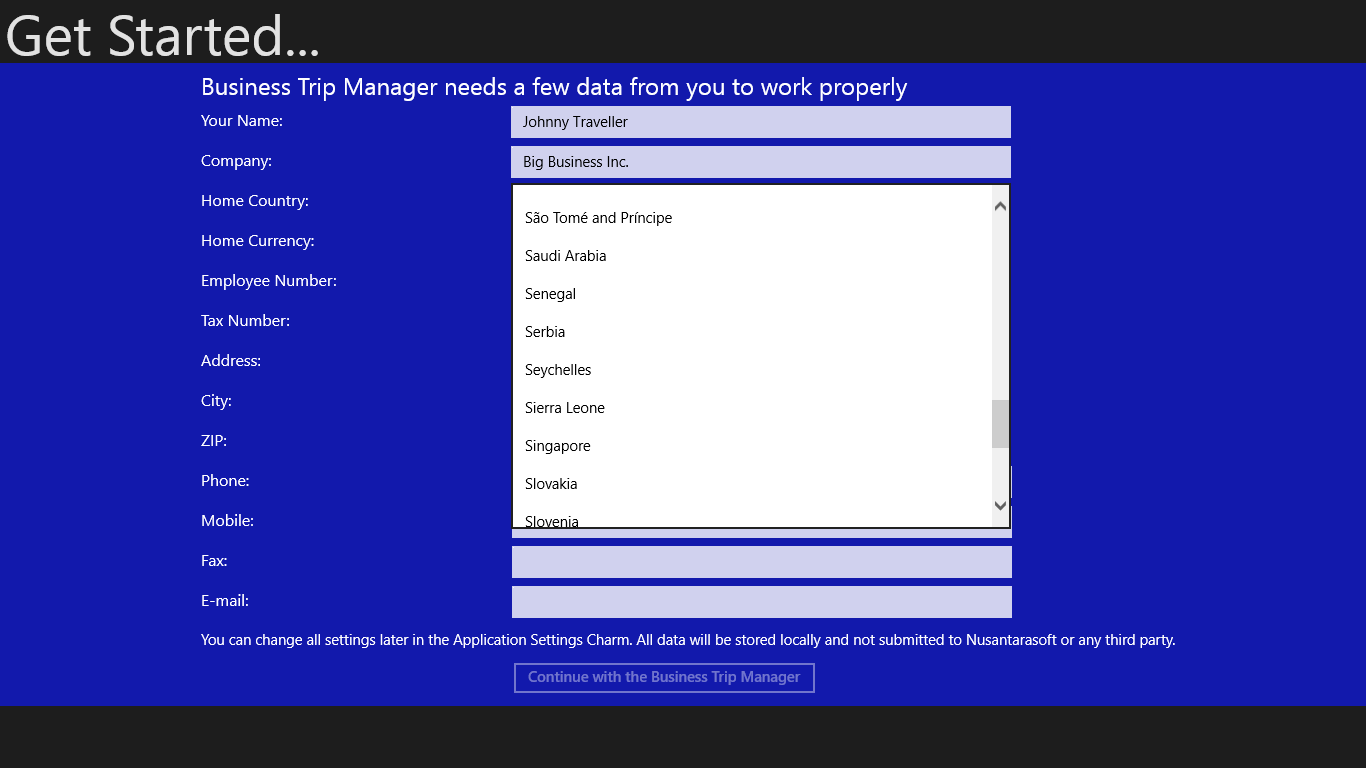 Get Started...
Business Trip Manager needs a few data from you to work properly
Your Name:
Johnny Traveller
Company:
Big Business Inc.
Home Country:
São Tomé and Príncipe
Saudi Arabia
Senegal
Serbia
Seychelles
Sierra Leone
Singapore
Slovakia
Slovenia
Home Currency:
Employee Number:
Tax Number:
Address:
City:
ZIP:
Phone:
Mobile:
Fax:
E-mail:
You can change all settings later in the Application Settings Charm. All data will be stored locally and not submitted to Nusantarasoft or any third party.
Continue with the Business Trip Manager